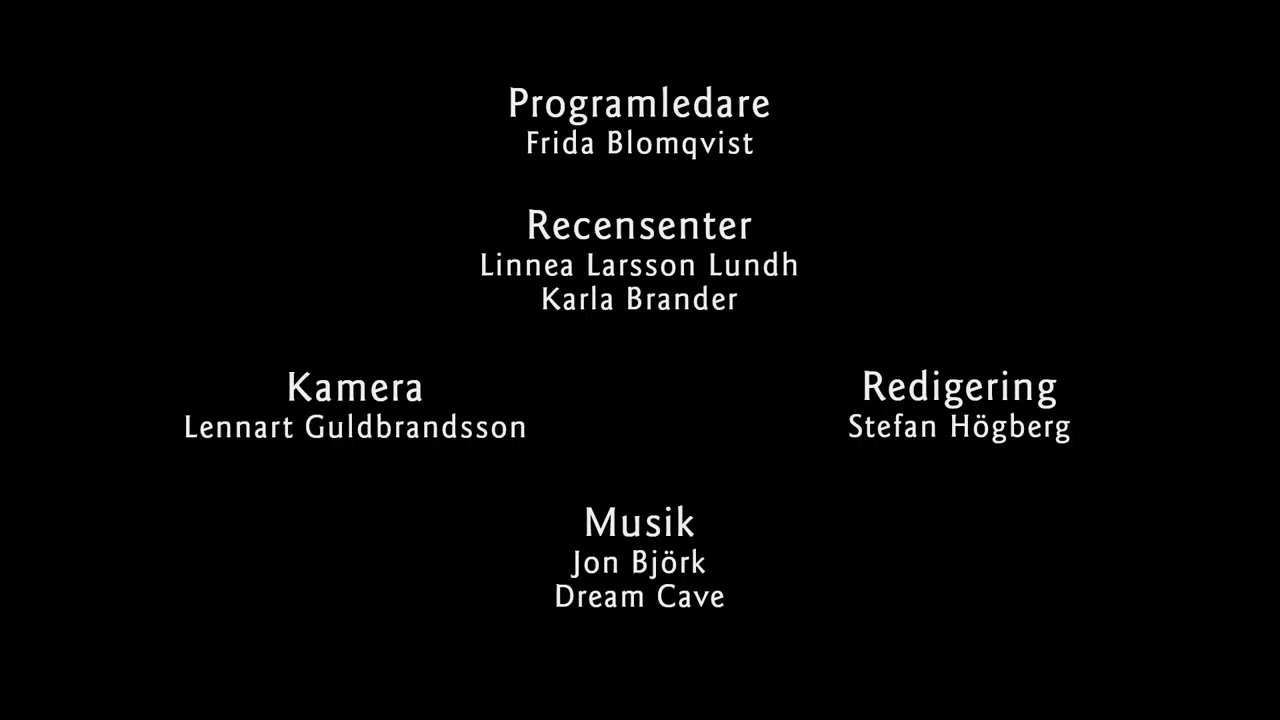 Programledare
Frida Blomqvist
Recensenter
Linnea Larsson Lundh
Karla Brander
Kamera
Lennart Guldbrandsson
Redigering
Stefan Högberg
Musik
Jon Björk
Dream Cave